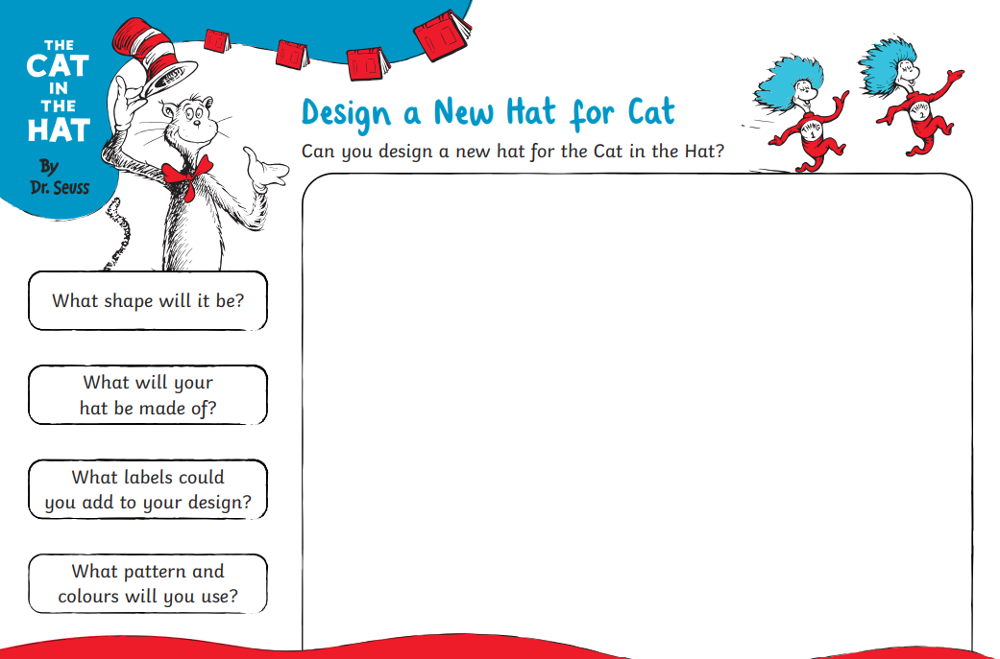 THE
CAT
IN
THE
HAT
By
Dr. Seuss
Design a New Hat for Cat
Can you design a new hat for the Cat in the Hat?
THING
1
THING
2
What shape will it be?
What will your
hat be made of?
What labels could
you add to your design?
What pattern and
colours will you use?